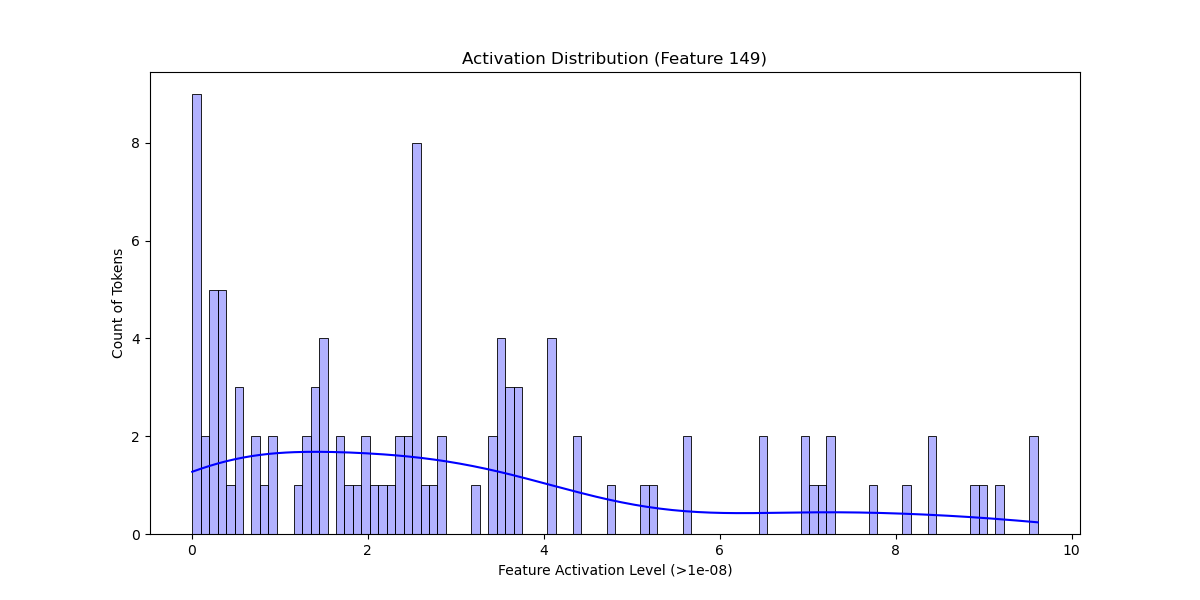 Activation Distribution (Feature 149)
Count of Tokens
8
6
4
2
0
0 2 4 6 8 10
Feature Activation Level (>1e-08)